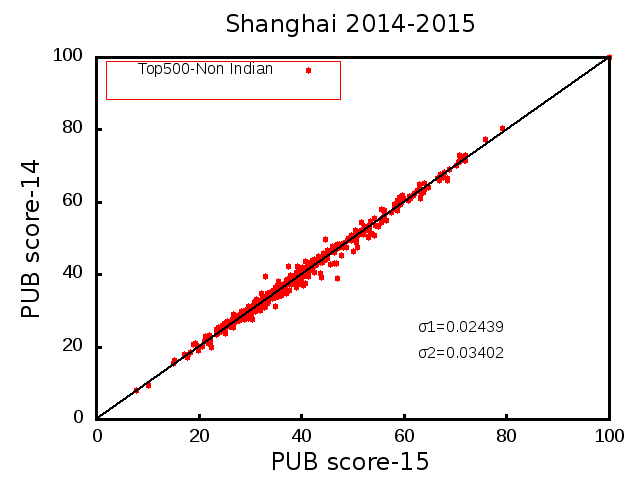 Shanghai 2014-2015
Top500-Non Indian
100
80
60
40
20
0
PUB score-14
σ1=0.02439
σ2=0.03402
0 20 40 60 80 100
PUB score-15